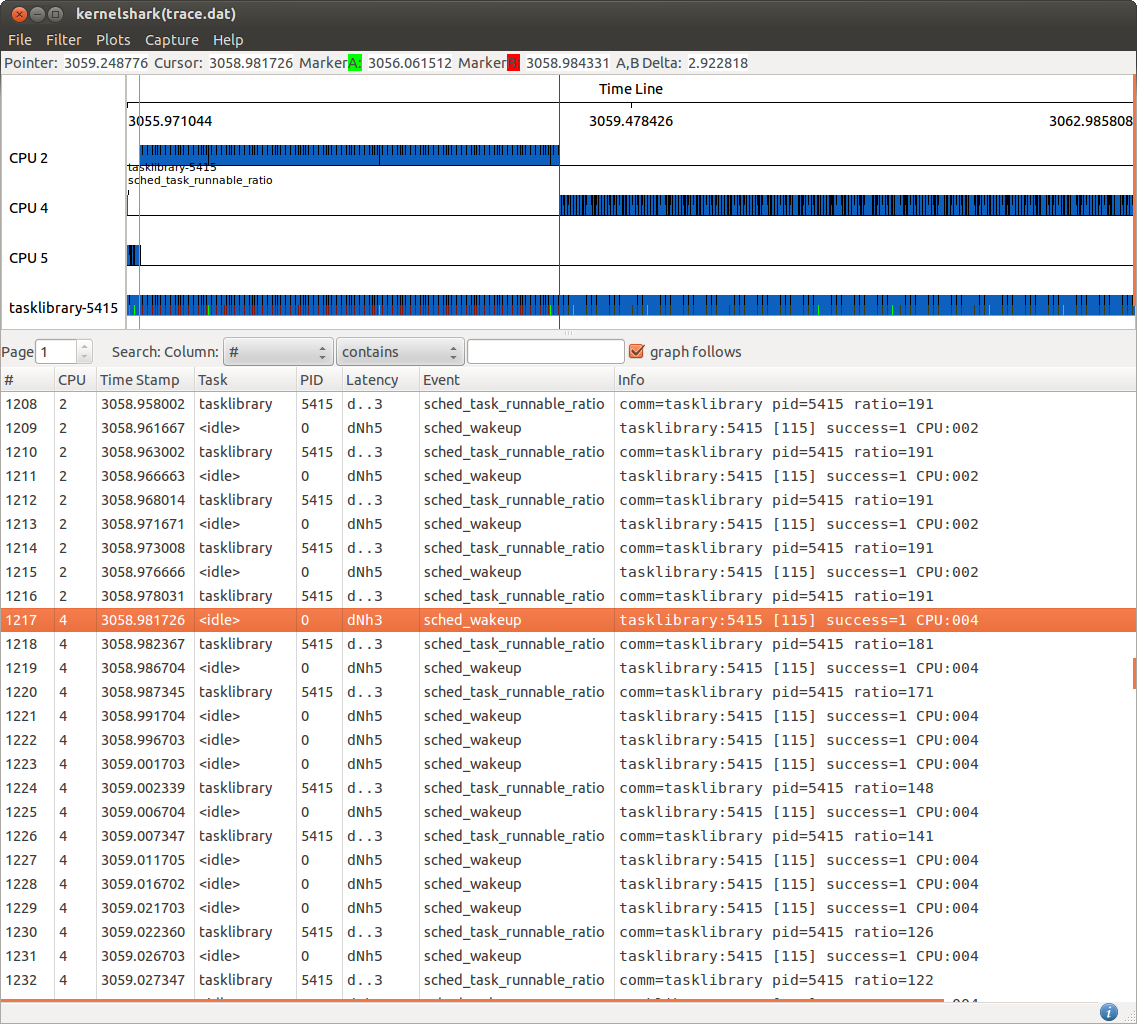 kernelshark(trace.dat)
File Filter Plots Capture Help
Pointer: 3059.248776 Cursor: 3058.981726 Marker A: 3056.061512 Marker B: 3058.984331 A,B Delta: 2.922818
Time Line
3055.971044 3059.478426 3062.985808
CPU 2
tasklibrary-5415
sched_task_runnable_ratio
CPU 4
CPU 5
tasklibrary-5415
Page 1 Search: Column: # contains graph follows
# CPU Time Stamp Task PID Latency Event Info
1208 2 3058.958002 tasklibrary 5415 d..3 sched_task_runnable_ratio comm=tasklibrary pid=5415 ratio=191
1209 2 3058.961667 <idle> 0 dNh5 sched_wakeup tasklibrary:5415 [115] success=1 CPU:002
1210 2 3058.963002 tasklibrary 5415 d..3 sched_task_runnable_ratio comm=tasklibrary pid=5415 ratio=191
1211 2 3058.966663 <idle> 0 dNh5 sched_wakeup tasklibrary:5415 [115] success=1 CPU:002
1212 2 3058.968014 tasklibrary 5415 d..3 sched_task_runnable_ratio comm=tasklibrary pid=5415 ratio=191
1213 2 3058.971671 <idle> 0 dNh5 sched_wakeup tasklibrary:5415 [115] success=1 CPU:002
1214 2 3058.973008 tasklibrary 5415 d..3 sched_task_runnable_ratio comm=tasklibrary pid=5415 ratio=191
1215 2 3058.976666 <idle> 0 dNh5 sched_wakeup tasklibrary:5415 [115] success=1 CPU:002
1216 2 3058.978031 tasklibrary 5415 d..3 sched_task_runnable_ratio comm=tasklibrary pid=5415 ratio=191
1217 4 3058.981726 <idle> 0 dNh3 sched_wakeup tasklibrary:5415 [115] success=1 CPU:004
1218 4 3058.982367 tasklibrary 5415 d..3 sched_task_runnable_ratio comm=tasklibrary pid=5415 ratio=181
1219 4 3058.986704 <idle> 0 dNh5 sched_wakeup tasklibrary:5415 [115] success=1 CPU:004
1220 4 3058.987345 tasklibrary 5415 d..3 sched_task_runnable_ratio comm=tasklibrary pid=5415 ratio=171
1221 4 3058.991704 <idle> 0 dNh5 sched_wakeup tasklibrary:5415 [115] success=1 CPU:004
1222 4 3058.996703 <idle> 0 dNh5 sched_wakeup tasklibrary:5415 [115] success=1 CPU:004
1223 4 3059.001703 <idle> 0 dNh5 sched_wakeup tasklibrary:5415 [115] success=1 CPU:004
1224 4 3059.002339 tasklibrary 5415 d..3 sched_task_runnable_ratio comm=tasklibrary pid=5415 ratio=148
1225 4 3059.006704 <idle> 0 dNh5 sched_wakeup tasklibrary:5415 [115] success=1 CPU:004
1226 4 3059.007347 tasklibrary 5415 d..3 sched_task_runnable_ratio comm=tasklibrary pid=5415 ratio=141
1227 4 3059.011705 <idle> 0 dNh5 sched_wakeup tasklibrary:5415 [115] success=1 CPU:004
1228 4 3059.016702 <idle> 0 dNh5 sched_wakeup tasklibrary:5415 [115] success=1 CPU:004
1229 4 3059.021703 <idle> 0 dNh5 sched_wakeup tasklibrary:5415 [115] success=1 CPU:004
1230 4 3059.022360 tasklibrary 5415 d..3 sched_task_runnable_ratio comm=tasklibrary pid=5415 ratio=126
1231 4 3059.026703 <idle> 0 dNh5 sched_wakeup tasklibrary:5415 [115] success=1 CPU:004
1232 4 3059.027347 tasklibrary 5415 d..3 sched_task_runnable_ratio comm=tasklibrary pid=5415 ratio=122